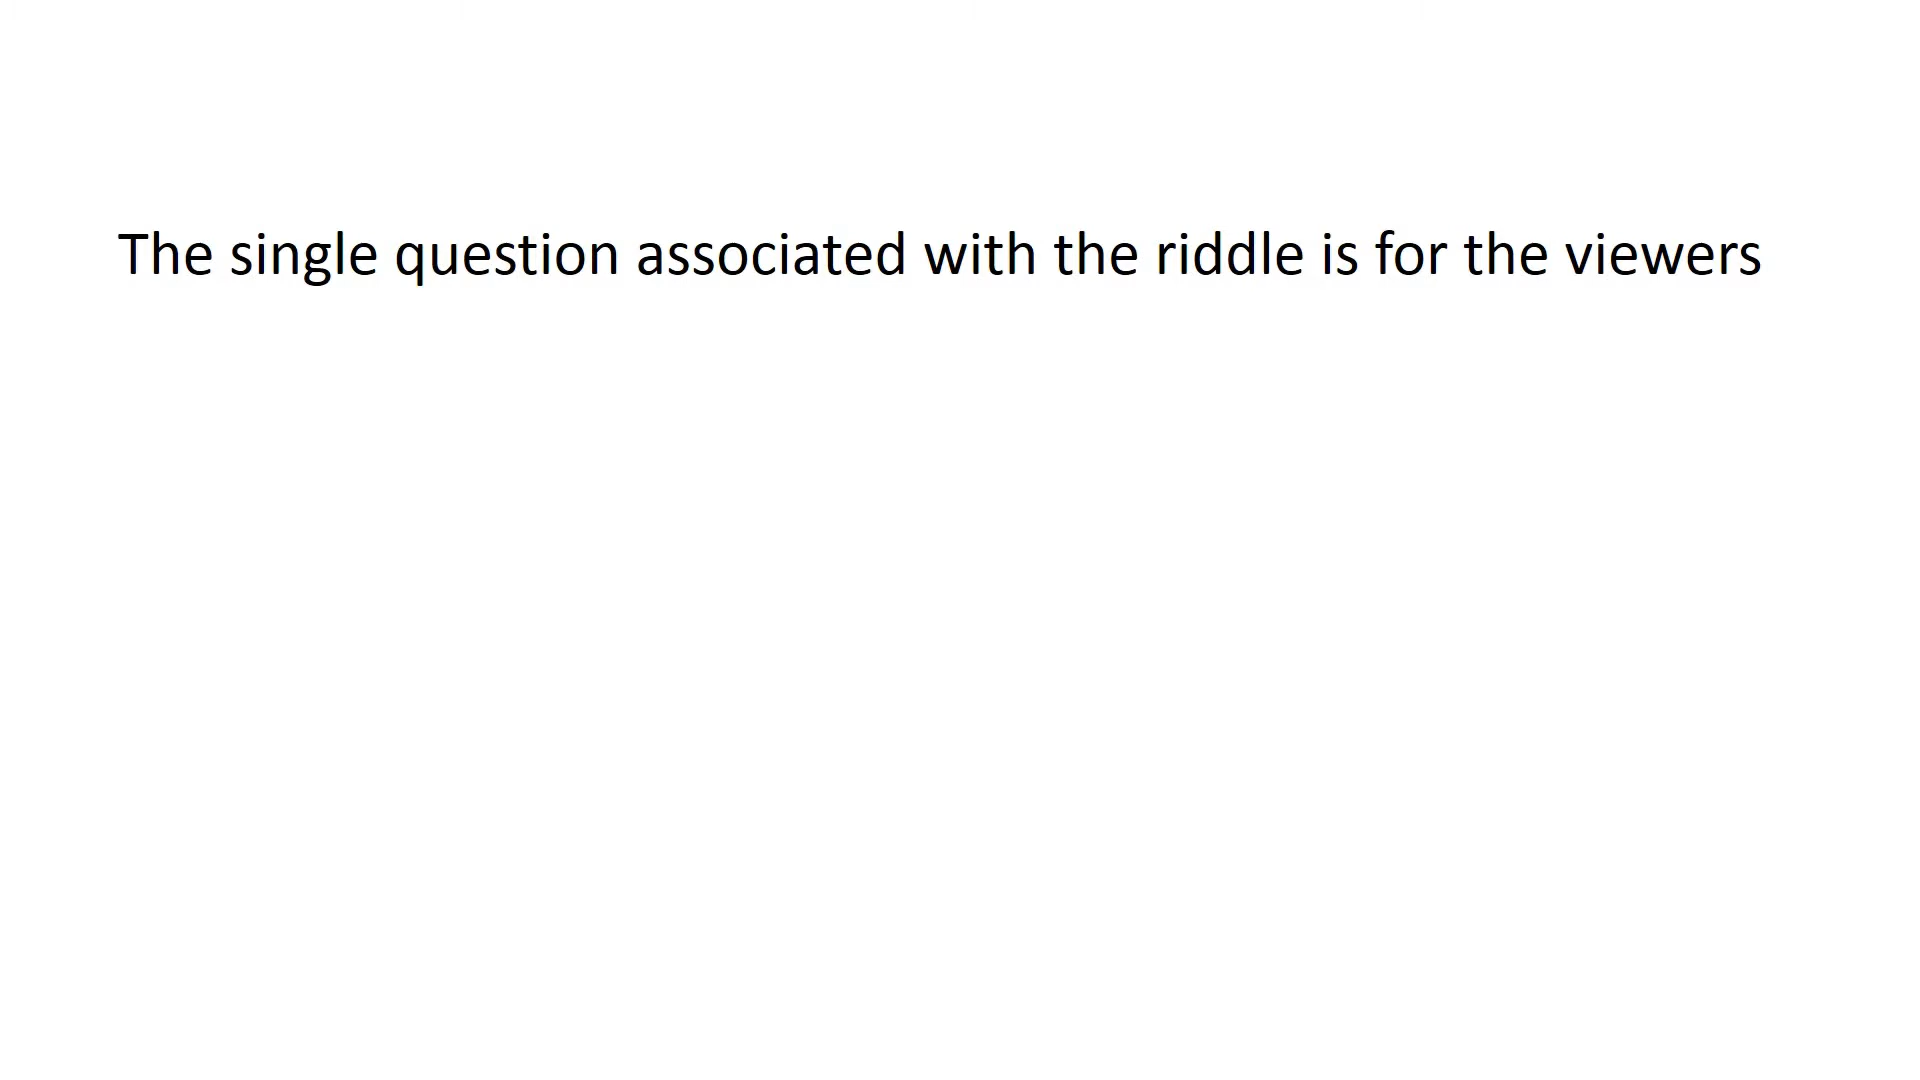 The single question associated with the riddle is for the viewers